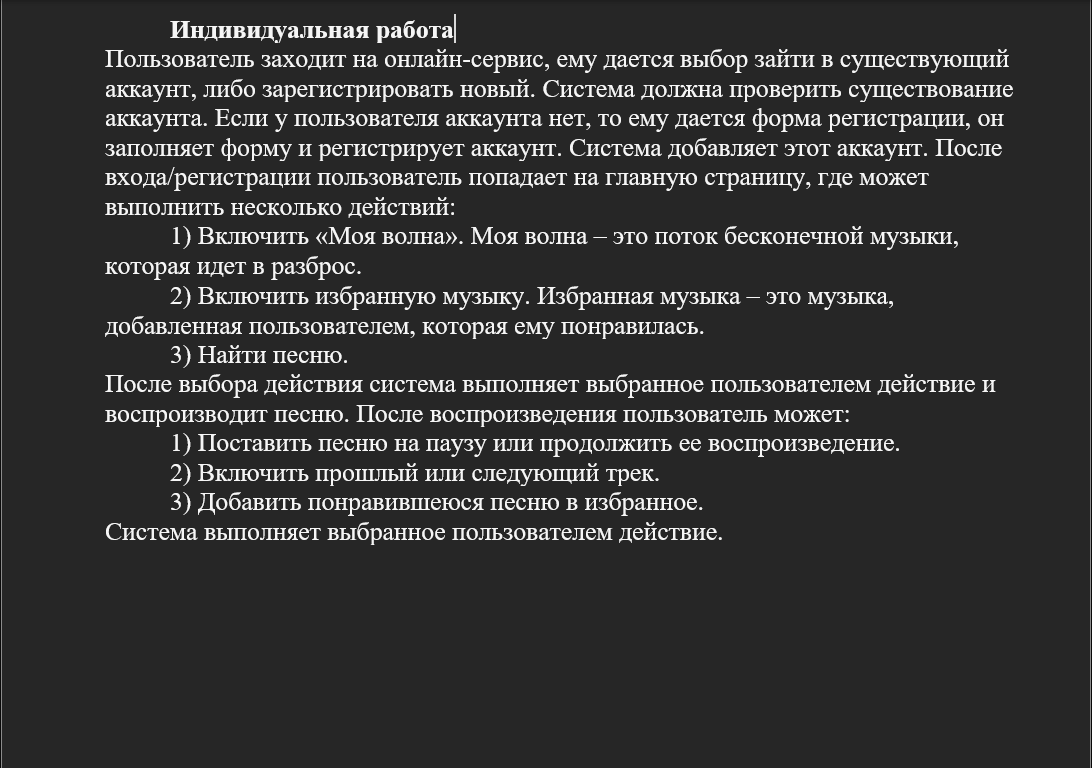 Индивидуальная работа
Пользователь заходит на онлайн-сервис, ему дается выбор зайти в существующий
аккаунт, либо зарегистрировать новый. Система должна проверить существование
аккаунта. Если у пользователя аккаунта нет, то ему дается форма регистрации, он
заполняет форму и регистрирует аккаунт. Система добавляет этот аккаунт. После
входа/регистрации пользователь попадает на главную страницу, где может
выполнить несколько действий:
1) Включить «Моя волна». Моя волна – это поток бесконечной музыки,
которая идет в разброс.
2) Включить избранную музыку. Избранная музыка – это музыка,
добавленная пользователем, которая ему понравилась.
3) Найти песню.
После выбора действия система выполняет выбранное пользователем действие и
воспроизводит песню. После воспроизведения пользователь может:
1) Поставить песню на паузу или продолжить ее воспроизведение.
2) Включить прошлый или следующий трек.
3) Добавить понравившеюся песню в избранное.
Система выполняет выбранное пользователем действие.